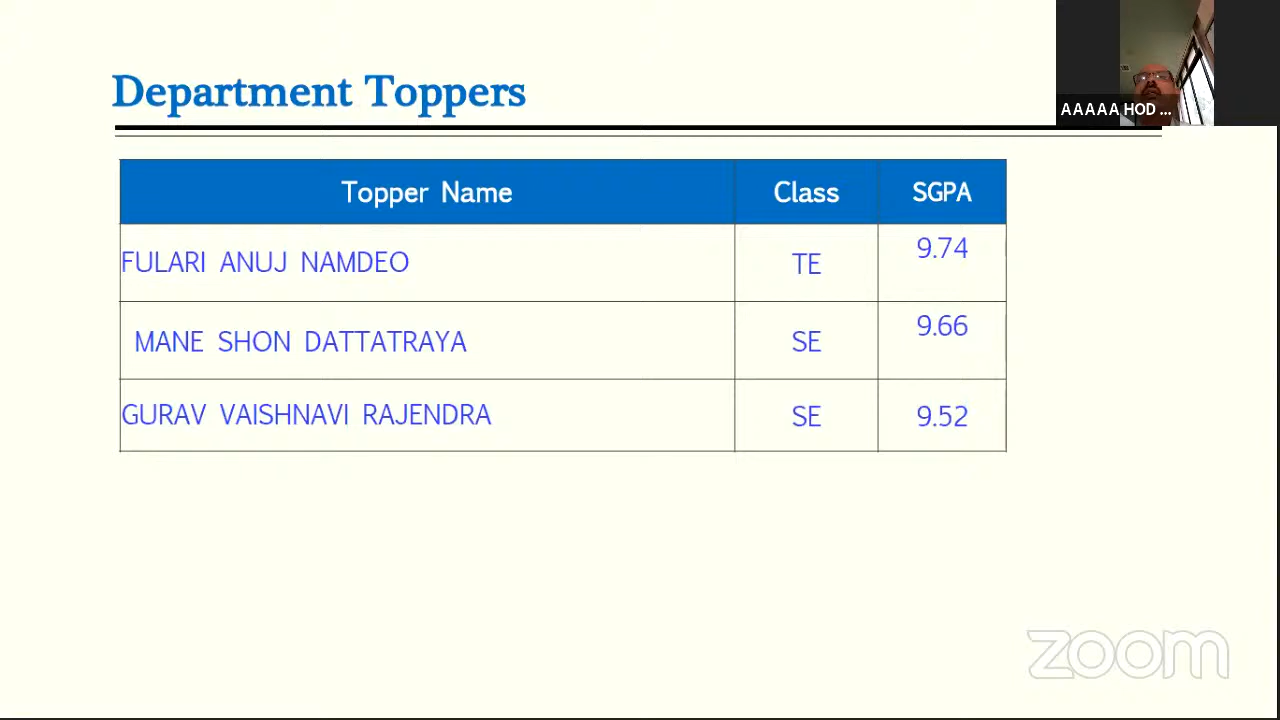 Department Toppers
AAAAA HOD ...
Topper Name Class SGPA
FULARI ANUJ NAMDEO TE 9.74
MANE SHON DATTATRAYA SE 9.66
GURAV VAISHNAVI RAJENDRA SE 9.52
zoom